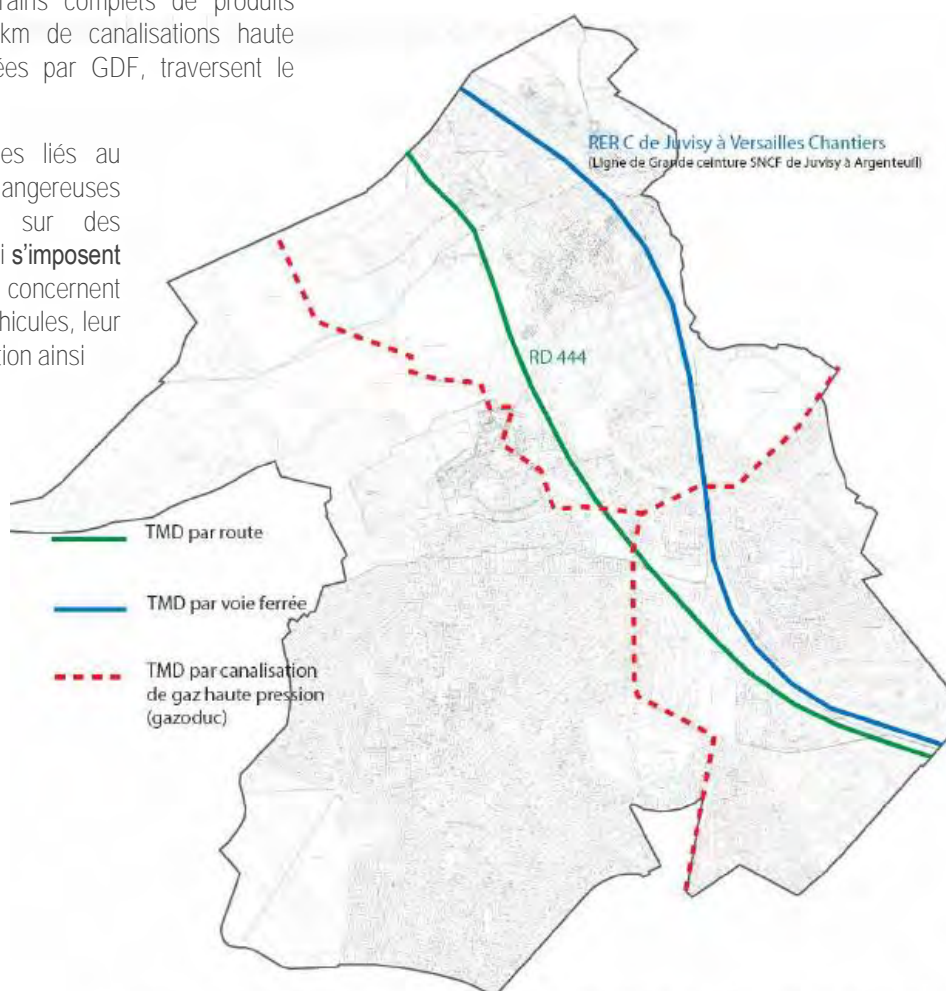 rains complets de produits
km de canalisations haute
ées par GDF, traversent le
es liés au
angereuses
sur des
i s'imposent
concernent
hicules, leur
tion ainsi
RER C de Juvisy à Versailles Chantiers
(Ligne de Grande ceinture SNCF de Juvisy à Argenteuil)
RD 444
TMD par route
TMD par voie ferrée
TMD par canalisation
de gaz haute pression
(gazoduc)